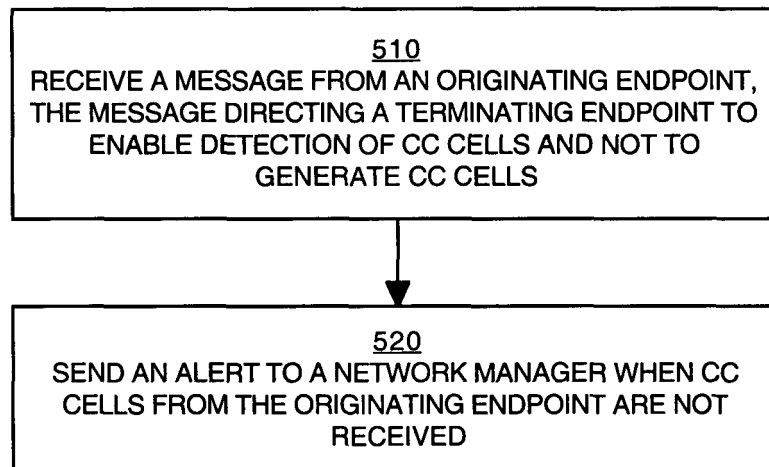 510
RECEIVE A MESSAGE FROM AN ORIGINATING ENDPOINT,
THE MESSAGE DIRECTING A TERMINATING ENDPOINT TO
ENABLE DETECTION OF CC CELLS AND NOT TO
GENERATE CC CELLS
520
SEND AN ALERT TO A NETWORK MANAGER WHEN CC
CELLS FROM THE ORIGINATING ENDPOINT ARE NOT
RECEIVED